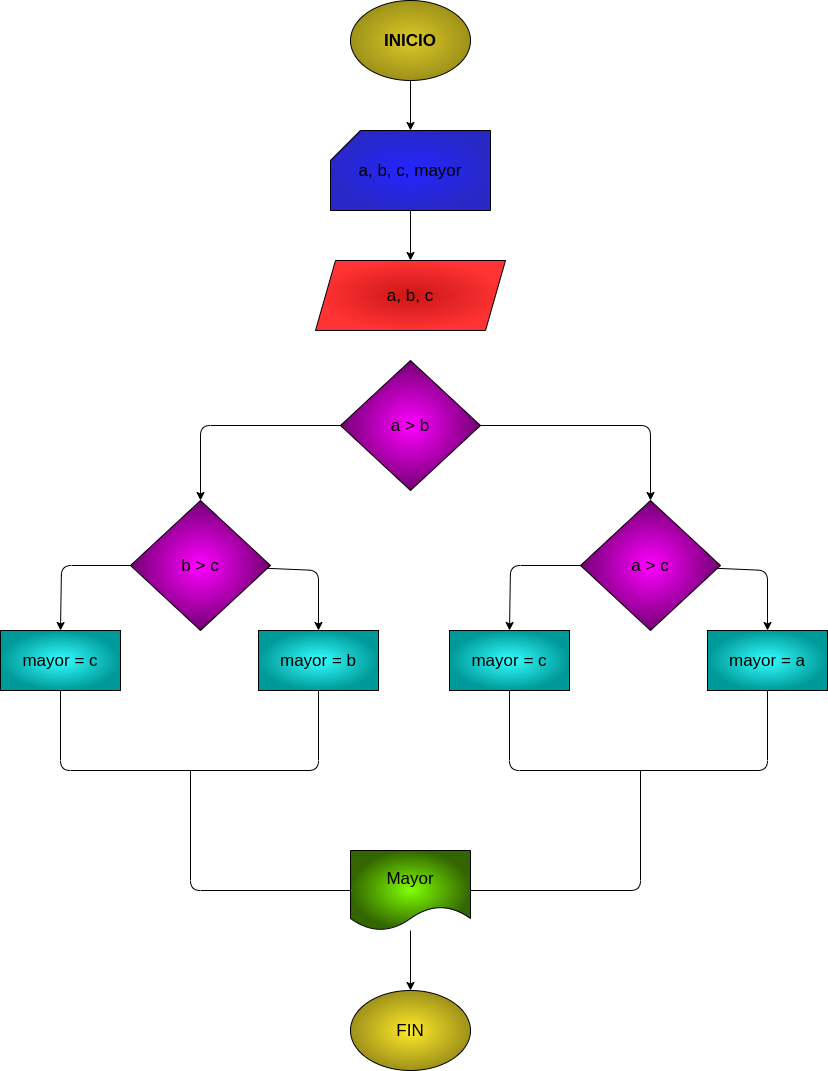 INICIO
a, b, c, mayor
a, b, c
a > b
b > c
a > c
mayor = c
mayor = b
mayor = c
mayor = a
Mayor
FIN